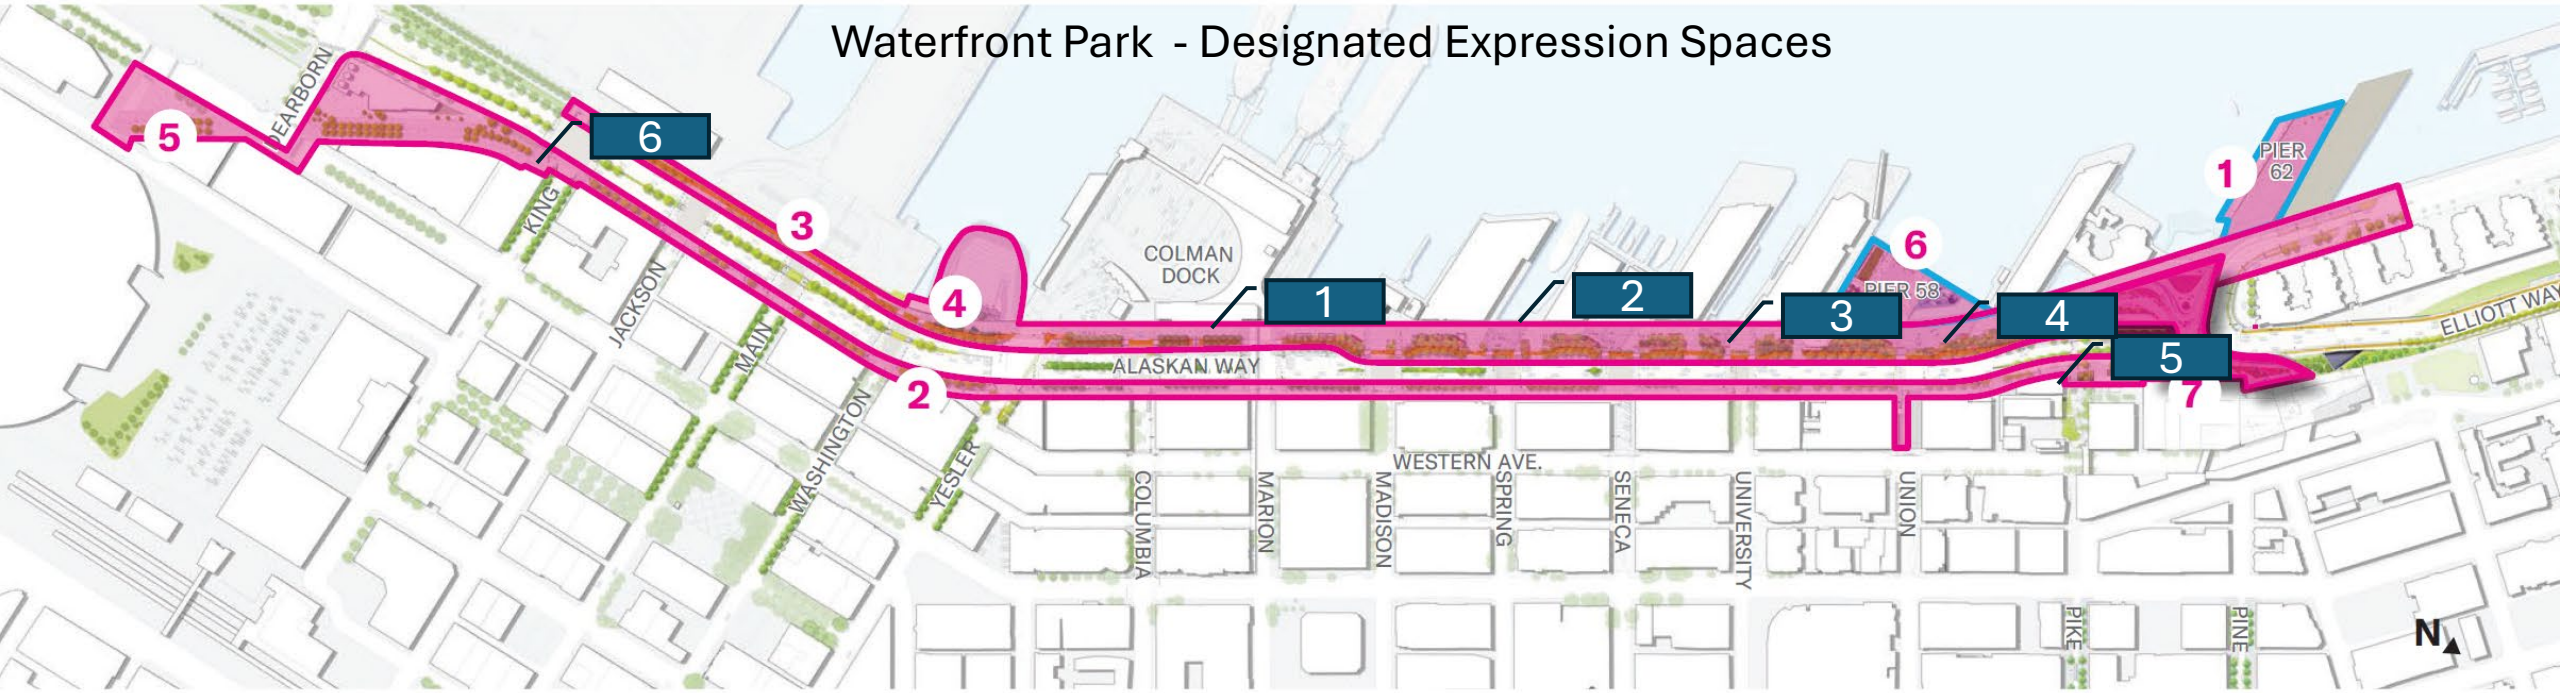 Waterfront Park - Designated Expression Spaces
DEARBORN
5
6
KING
3
JACKSON
MAIN
4
2
WASHINGTON
YESLER
COLMAN
DOCK
1
2
3
4
5
6
PIER 58
1
PIER
62
7
ALASKAN WAY
ELLIOTT WAY
WESTERN AVE.
COLUMBIA
MARION
MADISON
SPRING
SENECA
UNIVERSITY
UNION
PIKE
PINE
N